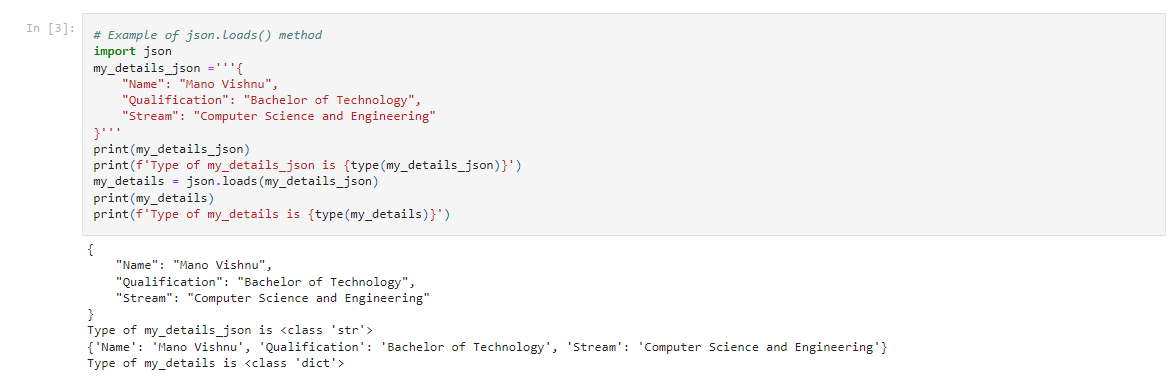 In [3]:
# Example of json.loads() method
import json
my_details_json ='''{
    "Name": "Mano Vishnu",
    "Qualification": "Bachelor of Technology",
    "Stream": "Computer Science and Engineering"
}'''
print(my_details_json)
print(f'Type of my_details_json is {type(my_details_json)}')
my_details = json.loads(my_details_json)
print(my_details)
print(f'Type of my_details is {type(my_details)}')
{
    "Name": "Mano Vishnu",
    "Qualification": "Bachelor of Technology",
    "Stream": "Computer Science and Engineering"
}
Type of my_details_json is <class 'str'>
{'Name': 'Mano Vishnu', 'Qualification': 'Bachelor of Technology', 'Stream': 'Computer Science and Engineering'}
Type of my_details is <class 'dict'>